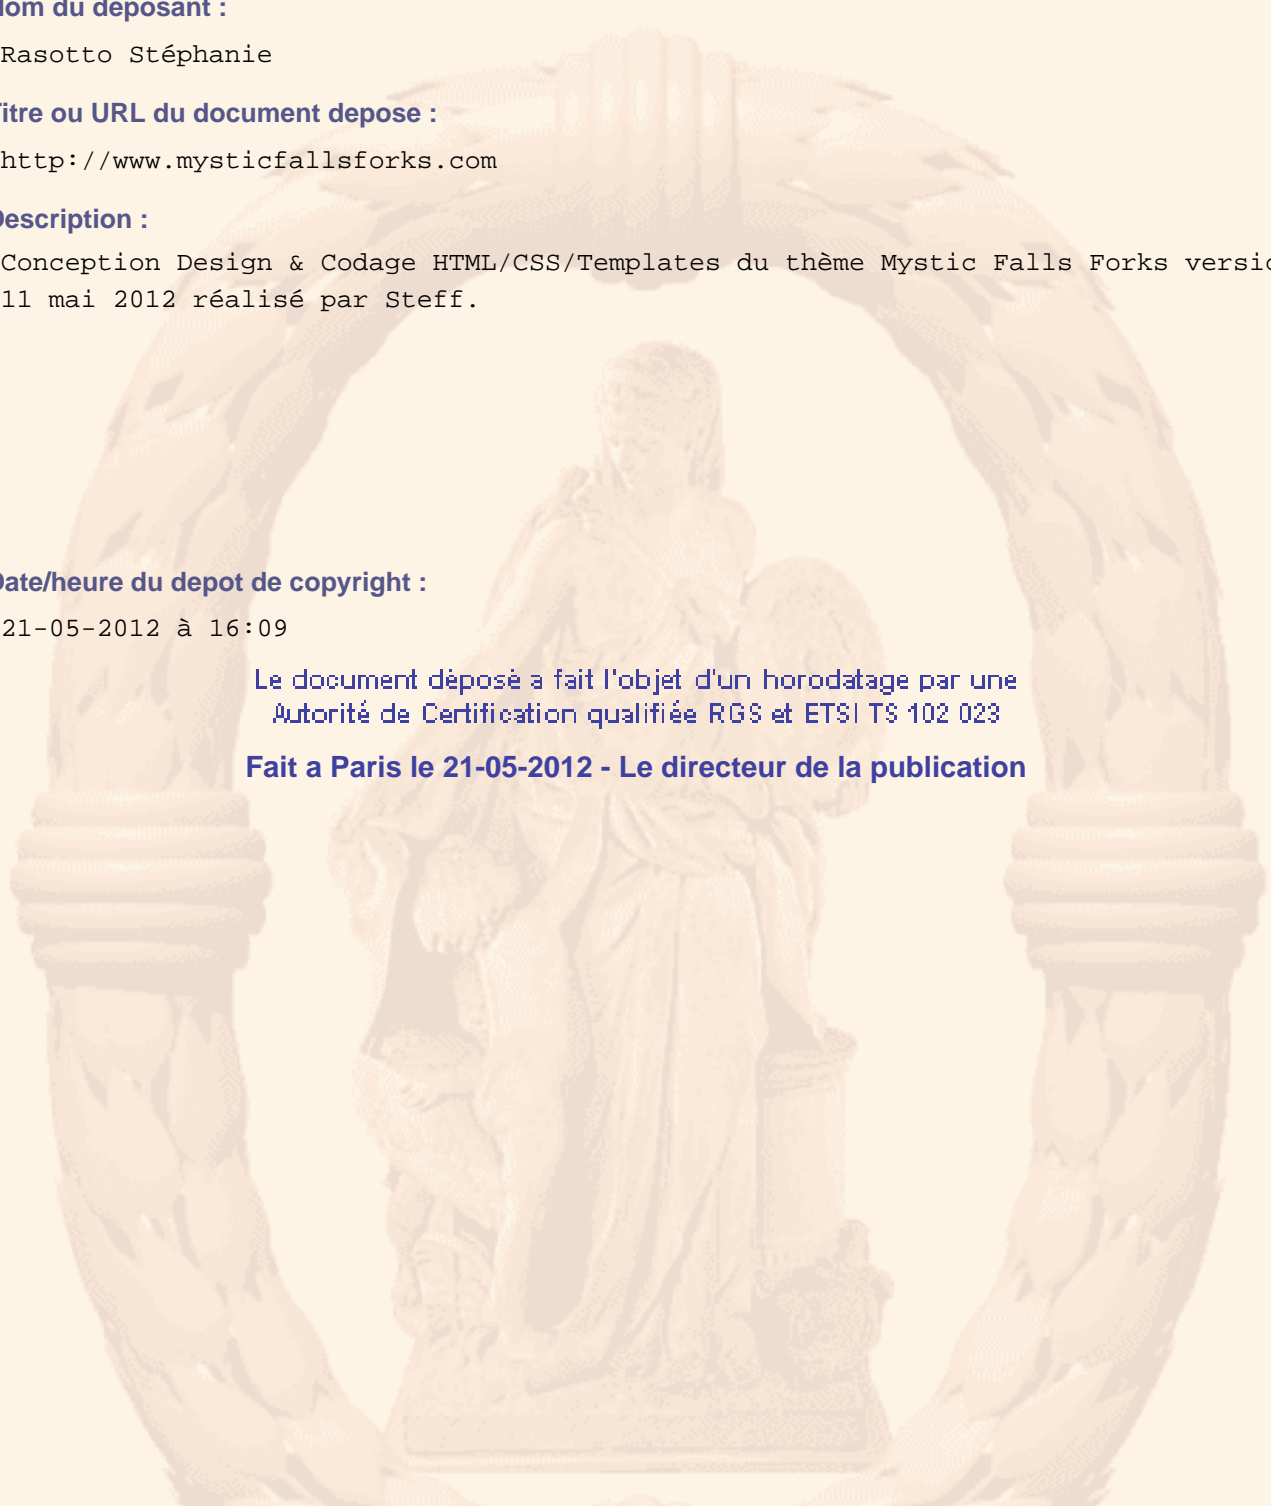 Nom du deposant :
Rasotto Stéphanie
Titre ou URL du document depose :
http://www.mysticfallsforks.com
Description :
Conception Design & Codage HTML/CSS/Templates du thème Mystic Falls Forks versio
11 mai 2012 réalisé par Steff.
Date/heure du depot de copyright :
21-05-2012 à 16:09
Le document déposé a fait l'objet d'un horodatage par une
Autorité de Certification qualifiée RGS et ETSI TS 102 023
Fait a Paris le 21-05-2012 - Le directeur de la publication